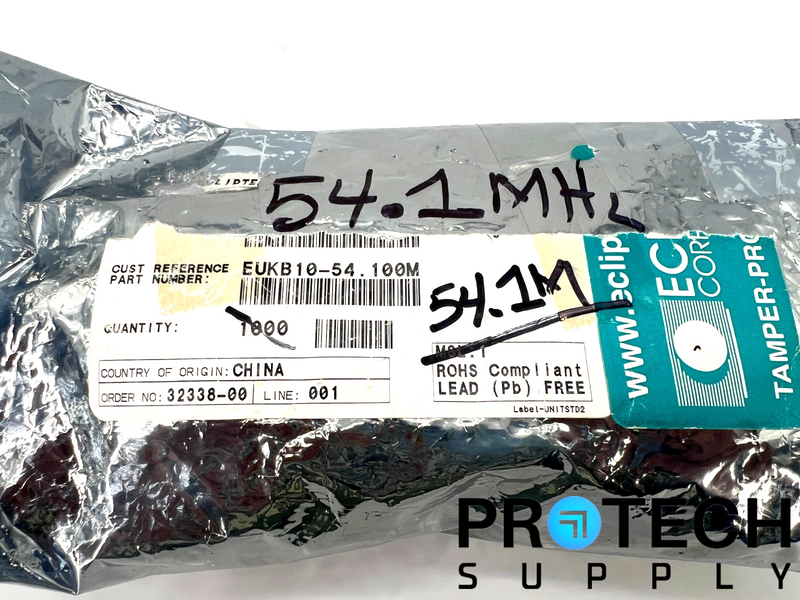 LIPTE
54.1MHz
CUST REFERENCE
PART NUMBER:
EUKB10-54.100M
54.1M
QUANTITY:
1000
COUNTRY OF ORIGIN: CHINA
ORDER NO: 32338-00 LINE: 001
MSL:1
ROHS Compliant
LEAD (Pb) FREE
Label-UNITSTD2
www.eclip
EC
CORP
TAMPER-PRO
PROTECH
SUPPLY